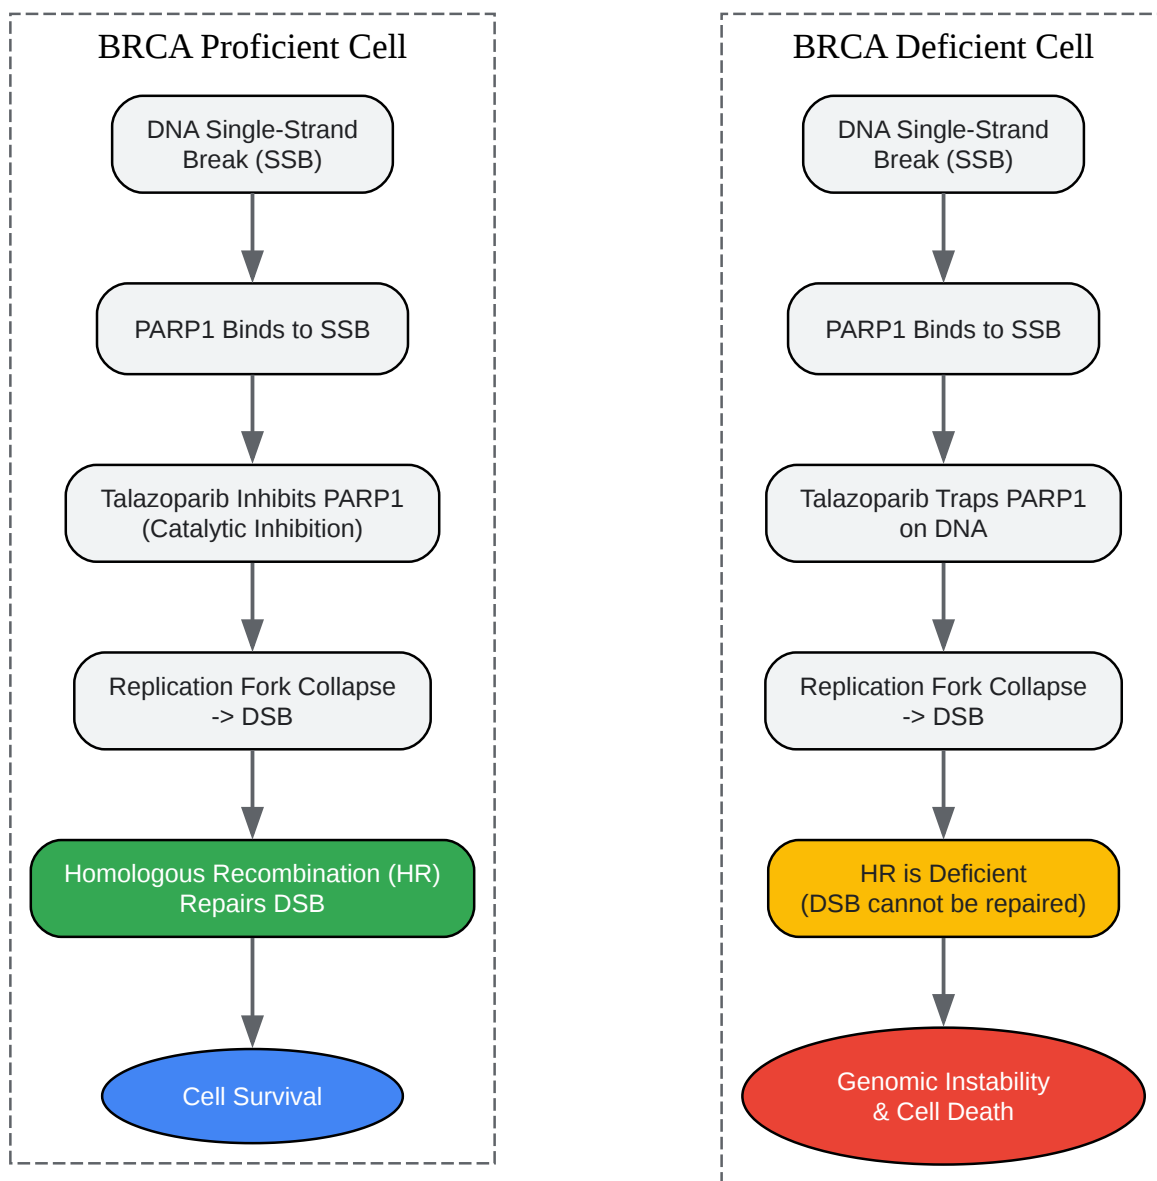 BRCA Proficient Cell
DNA Single-Strand
Break (SSB)
PARP1 Binds to SSB
Talazoparib Inhibits PARP1
(Catalytic Inhibition)
Replication Fork Collapse
-> DSB
Homologous Recombination (HR)
Repairs DSB
Cell Survival
BRCA Deficient Cell
DNA Single-Strand
Break (SSB)
PARP1 Binds to SSB
Talazoparib Traps PARP1
on DNA
Replication Fork Collapse
-> DSB
HR is Deficient
(DSB cannot be repaired)
Genomic Instability
& Cell Death